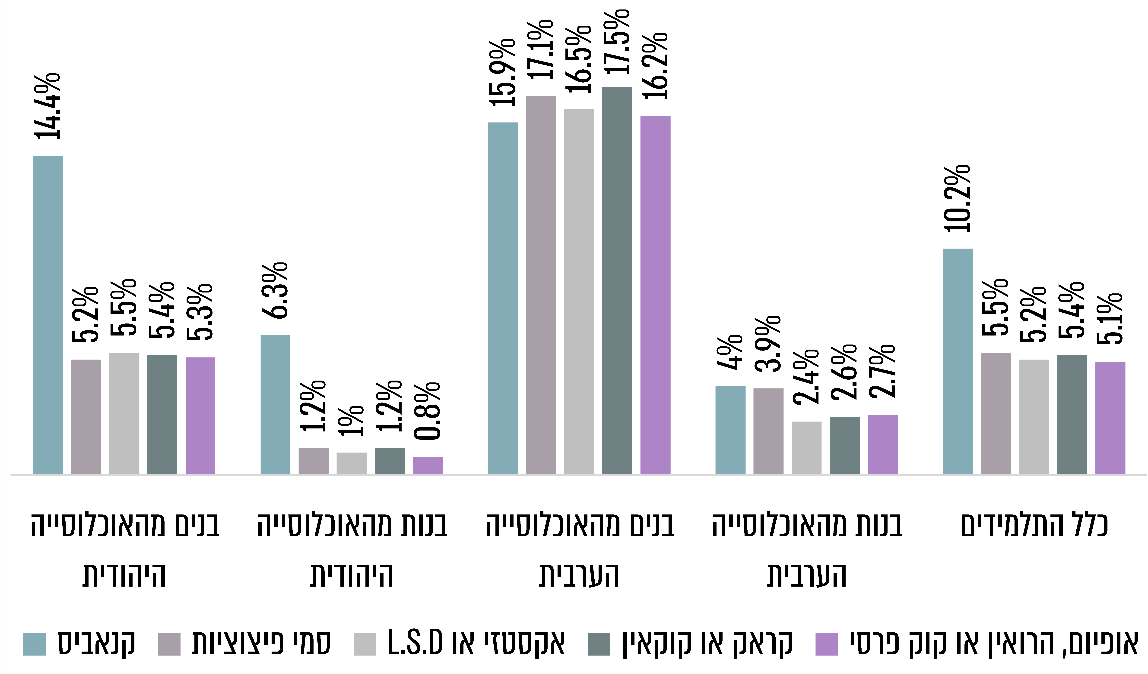 14.4%
5.2%
5.5%
5.4%
5.3%
6.3%
1.2%
1%
1.2%
0.8%
15.9%
17.1%
16.5%
17.5%
16.2%
4%
3.9%
2.4%
2.6%
2.7%
10.2%
5.5%
5.2%
5.4%
5.1%
בנים מהאוכלוסייה
היהודית
בנות מהאוכלוסייה
היהודית
בנים מהאוכלוסייה
הערבית
בנות מהאוכלוסייה
הערבית
כלל התלמידים
קנאביס
סמי פיצוציות
אקסטזי או L.S.D
קראק או קוקאין
אופיום, הרואין או קוק פרסי